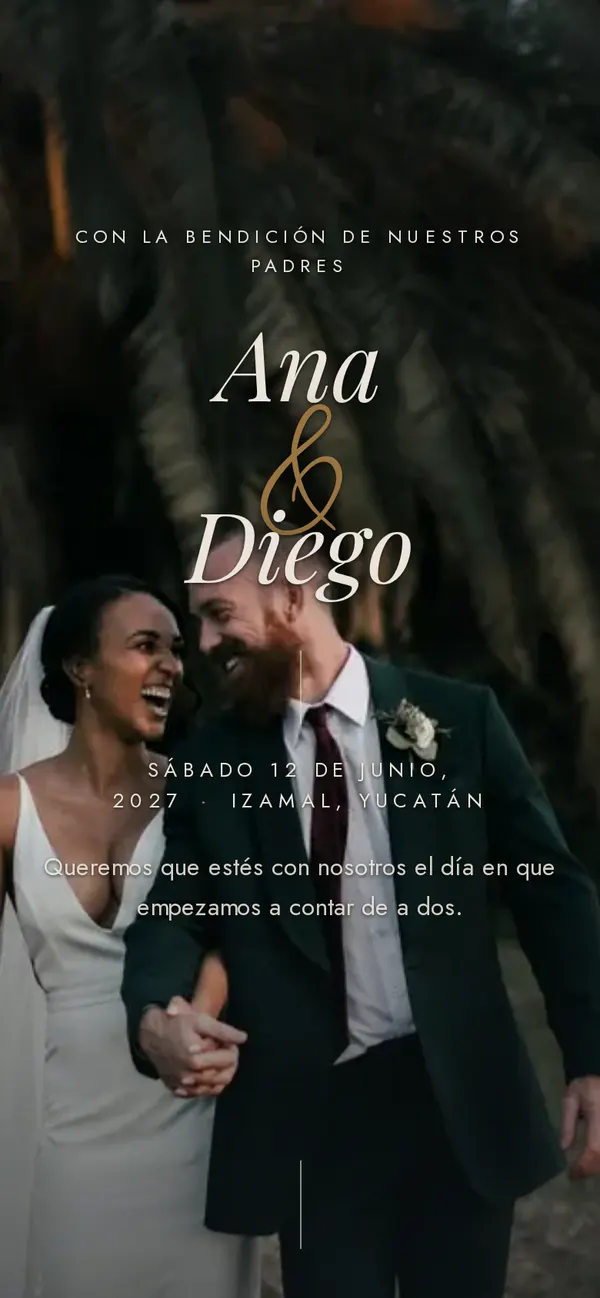 CON LA BENDICIÓN DE NUESTROS
PADRES
Ana
&
Diego
SÁBADO 12 DE JUNIO,
2027 · IZAMAL, YUCATÁN
Queremos que estés con nosotros el día en que
empezamos a contar de a dos.